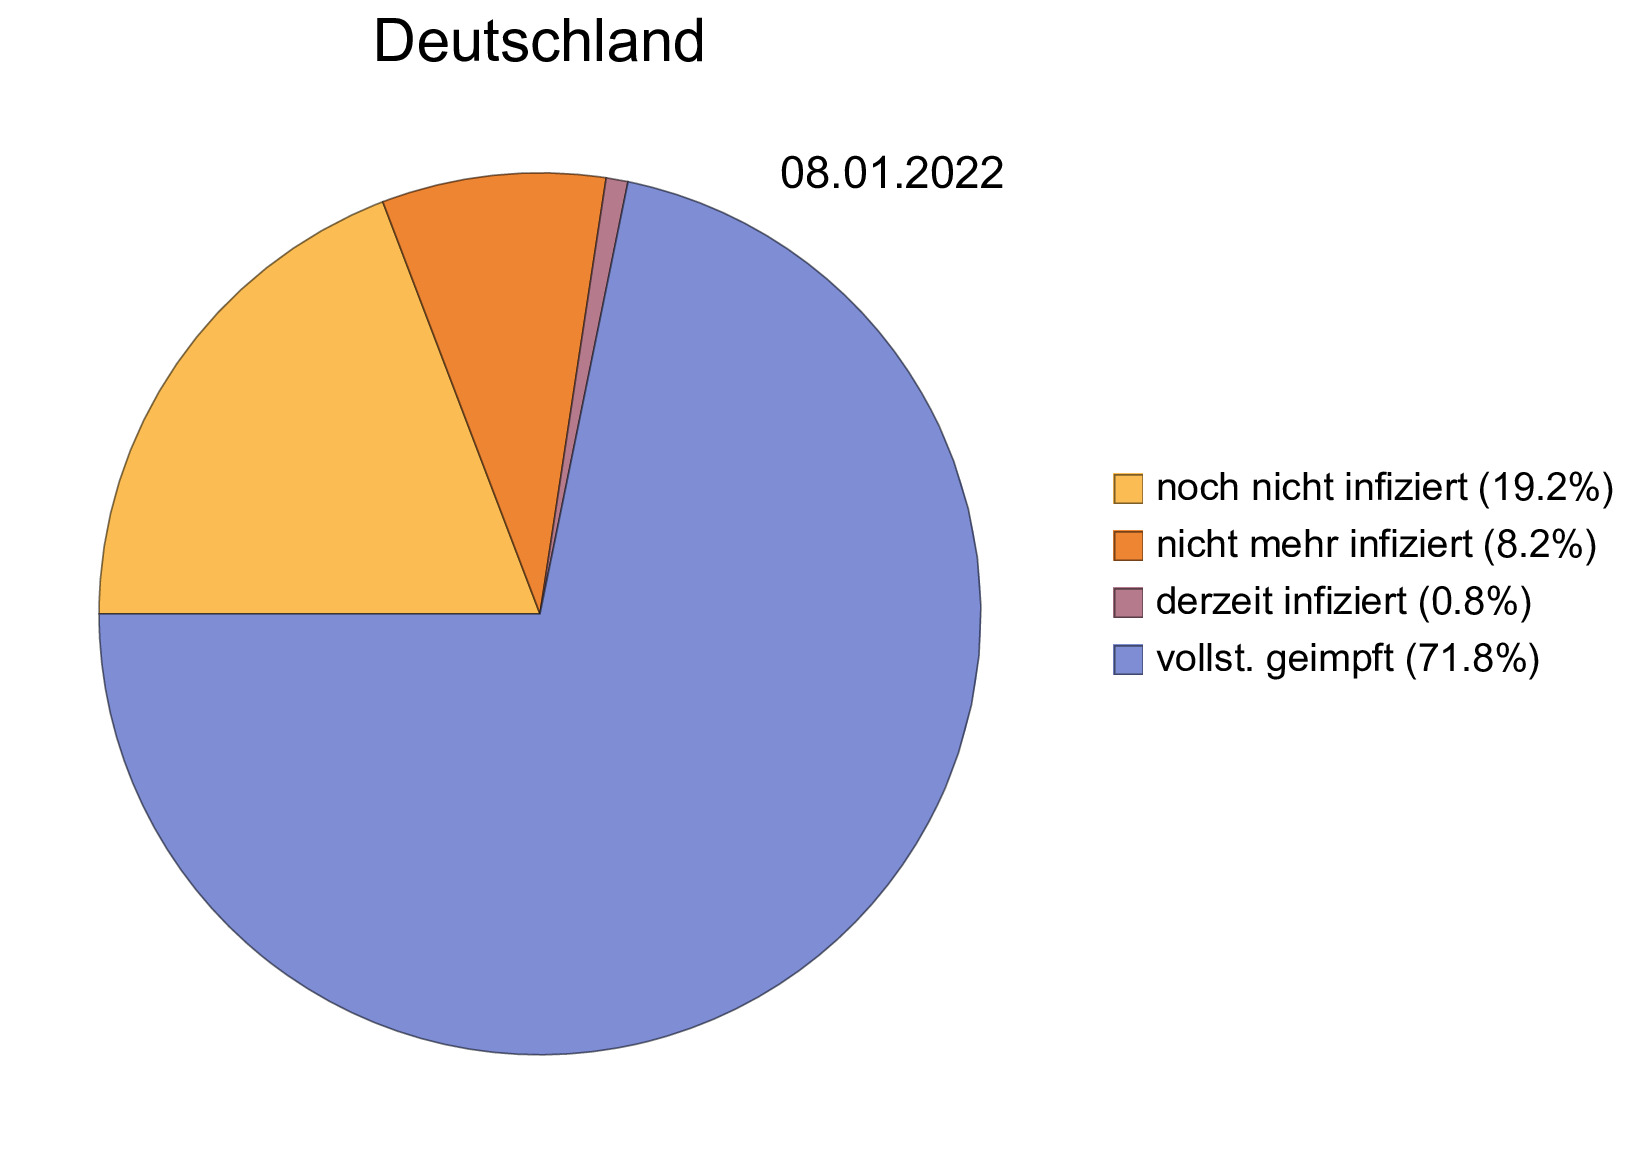 Deutschland
08.01.2022
noch nicht infiziert (19.2%)
nicht mehr infiziert (8.2%)
derzeit infiziert (0.8%)
vollst. geimpft (71.8%)